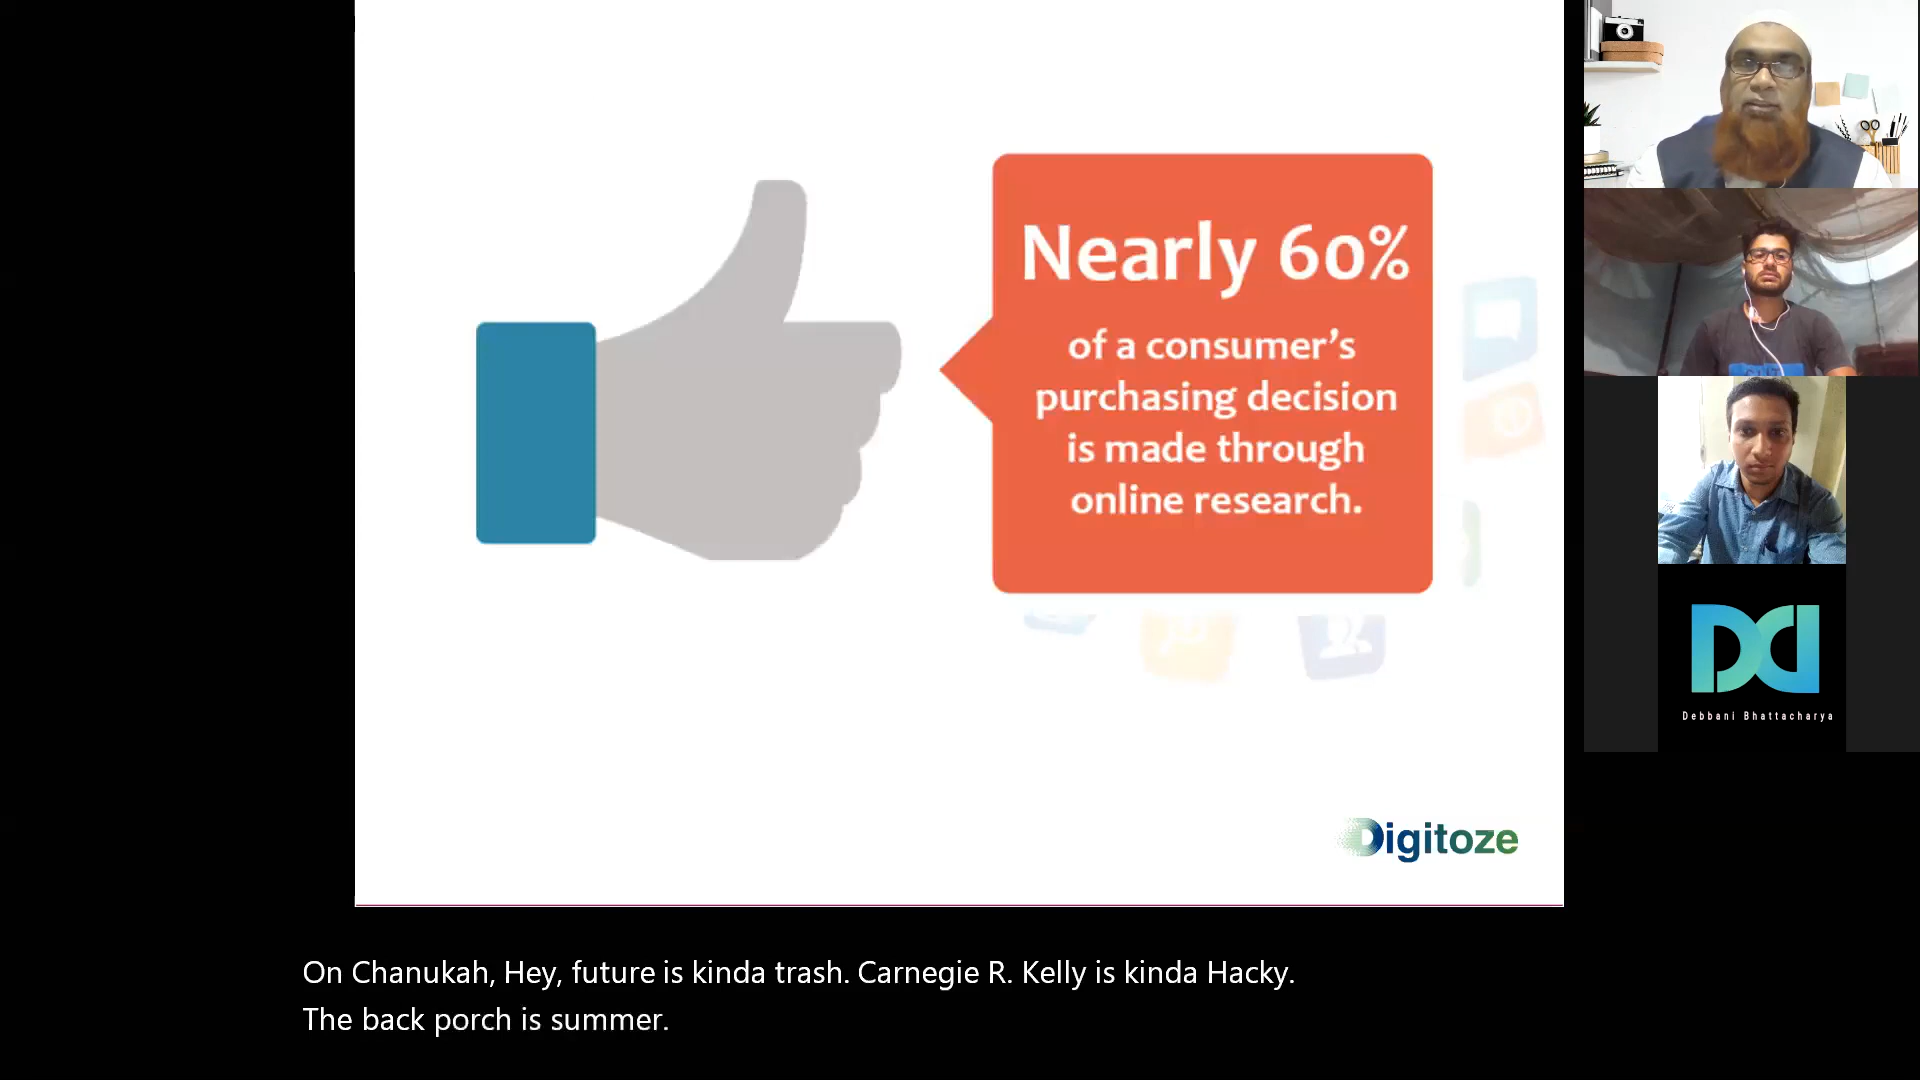 Nearly 60%
of a consumer’s
purchasing decision
is made through
online research.
Digitoze
DD
Debbani Bhattacharya
On Chanukah, Hey, future is kinda trash. Carnegie R. Kelly is kinda Hacky.
The back porch is summer.